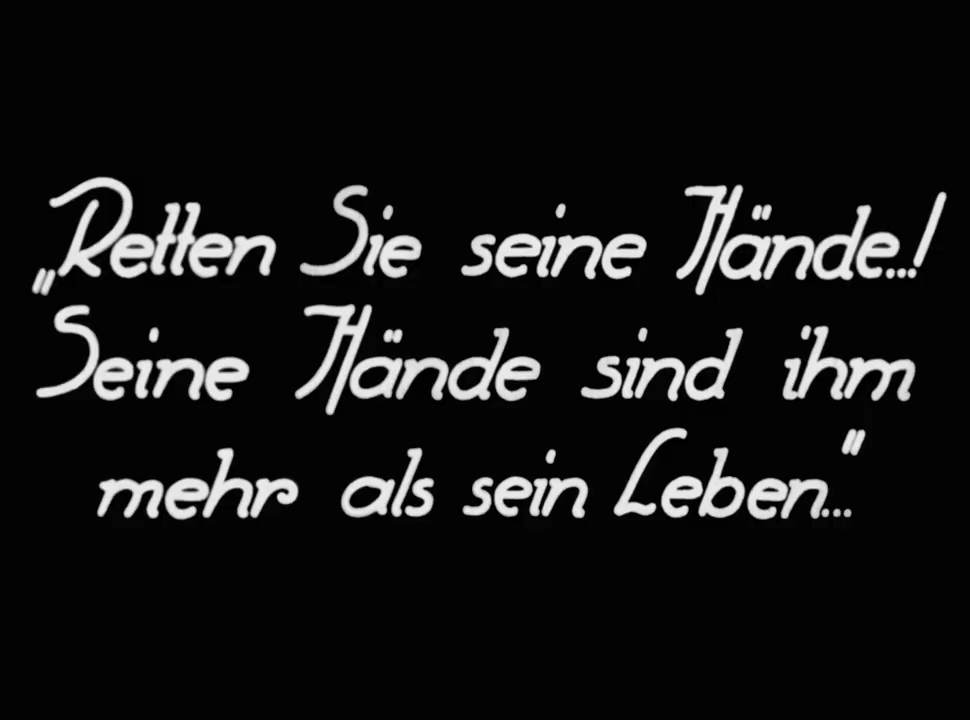 „Retten Sie seine Hände...!
Seine Hände sind ihm
mehr als sein Leben..."